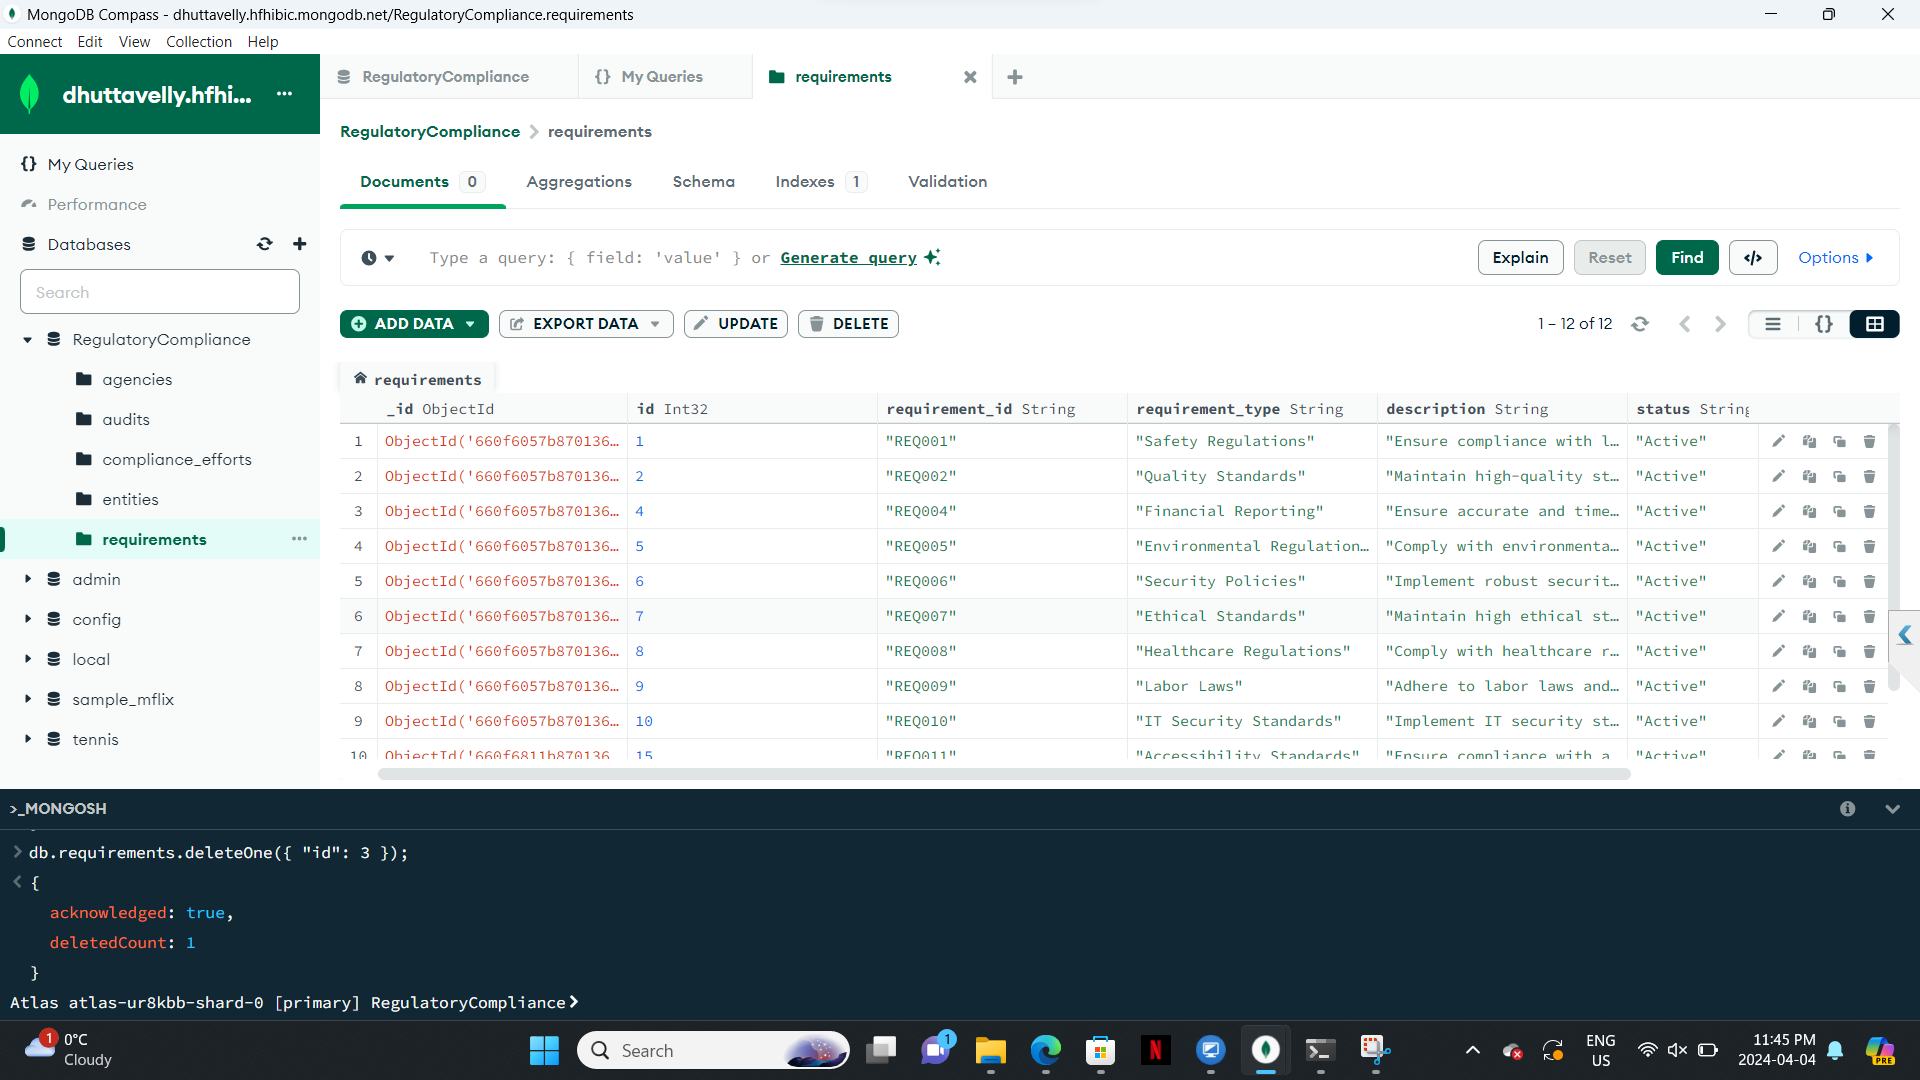 MongoDB Compass - dhuttavelly.hfhibic.mongodb.net/RegulatoryCompliance.requirements
Connect Edit View Collection Help
dhuttavelly.hfhi...
RegulatoryCompliance
My Queries
requirements
My Queries
Performance
Databases
Search
RegulatoryCompliance
agencies
audits
compliance_efforts
entities
requirements
admin
config
local
sample_mflix
tennis
RegulatoryCompliance > requirements
Documents 0 Aggregations Schema Indexes 1 Validation
Type a query: { field: 'value' } or Generate query
Explain Reset Find </> Options
ADD DATA EXPORT DATA UPDATE DELETE
1 – 12 of 12 {}
requirements
_id ObjectId id Int32 requirement_id String requirement_type String description String status String
1 ObjectId('660f6057b870136… 1 "REQ001" "Safety Regulations" "Ensure compliance with l… "Active"
2 ObjectId('660f6057b870136… 2 "REQ002" "Quality Standards" "Maintain high-quality st… "Active"
3 ObjectId('660f6057b870136… 4 "REQ004" "Financial Reporting" "Ensure accurate and time… "Active"
4 ObjectId('660f6057b870136… 5 "REQ005" "Environmental Regulation… "Comply with environmenta… "Active"
5 ObjectId('660f6057b870136… 6 "REQ006" "Security Policies" "Implement robust securit… "Active"
6 ObjectId('660f6057b870136… 7 "REQ007" "Ethical Standards" "Maintain high ethical st… "Active"
7 ObjectId('660f6057b870136… 8 "REQ008" "Healthcare Regulations" "Comply with healthcare r… "Active"
8 ObjectId('660f6057b870136… 9 "REQ009" "Labor Laws" "Adhere to labor laws and… "Active"
9 ObjectId('660f6057b870136… 10 "REQ010" "IT Security Standards" "Implement IT security st… "Active"
10 ObjectId('660f6811b870136… 15 "REQ011" "Accessibility Standards" "Ensure compliance with a… "Active"
>_MONGOSH
> db.requirements.deleteOne({ "id": 3 });
< {
acknowledged: true,
deletedCount: 1
}
Atlas atlas-ur8kbb-shard-0 [primary] RegulatoryCompliance>
1 0°C
Cloudy
Search
1
N
ENG
US
11:45 PM
2024-04-04
PRE